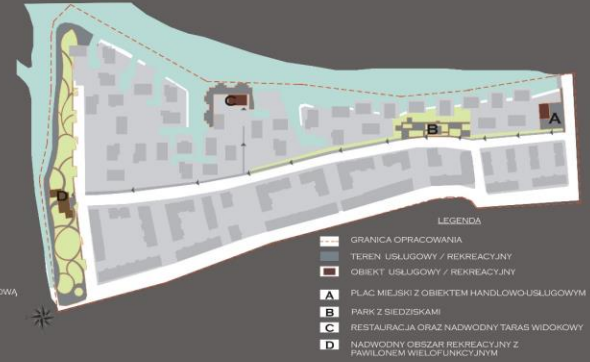 C
A
B
D
OWĄ
LEGENDA
GRANICA OPRACOWANIA
TEREN USŁUGOWY / REKREACYJNY
OBIEKT USŁUGOWY / REKREACYJNY
A PLAC MIEJSKI Z OBIEKTEM HANDLOWO-USŁUGOWYM
B PARK Z SIEDZISKAMI
C RESTAURACJA ORAZ NADWODNY TARAS WIDOKOWY
D NADWODNY OBSZAR REKREACYJNY Z
PAWILONEM WIELOFUNKCYJNYM